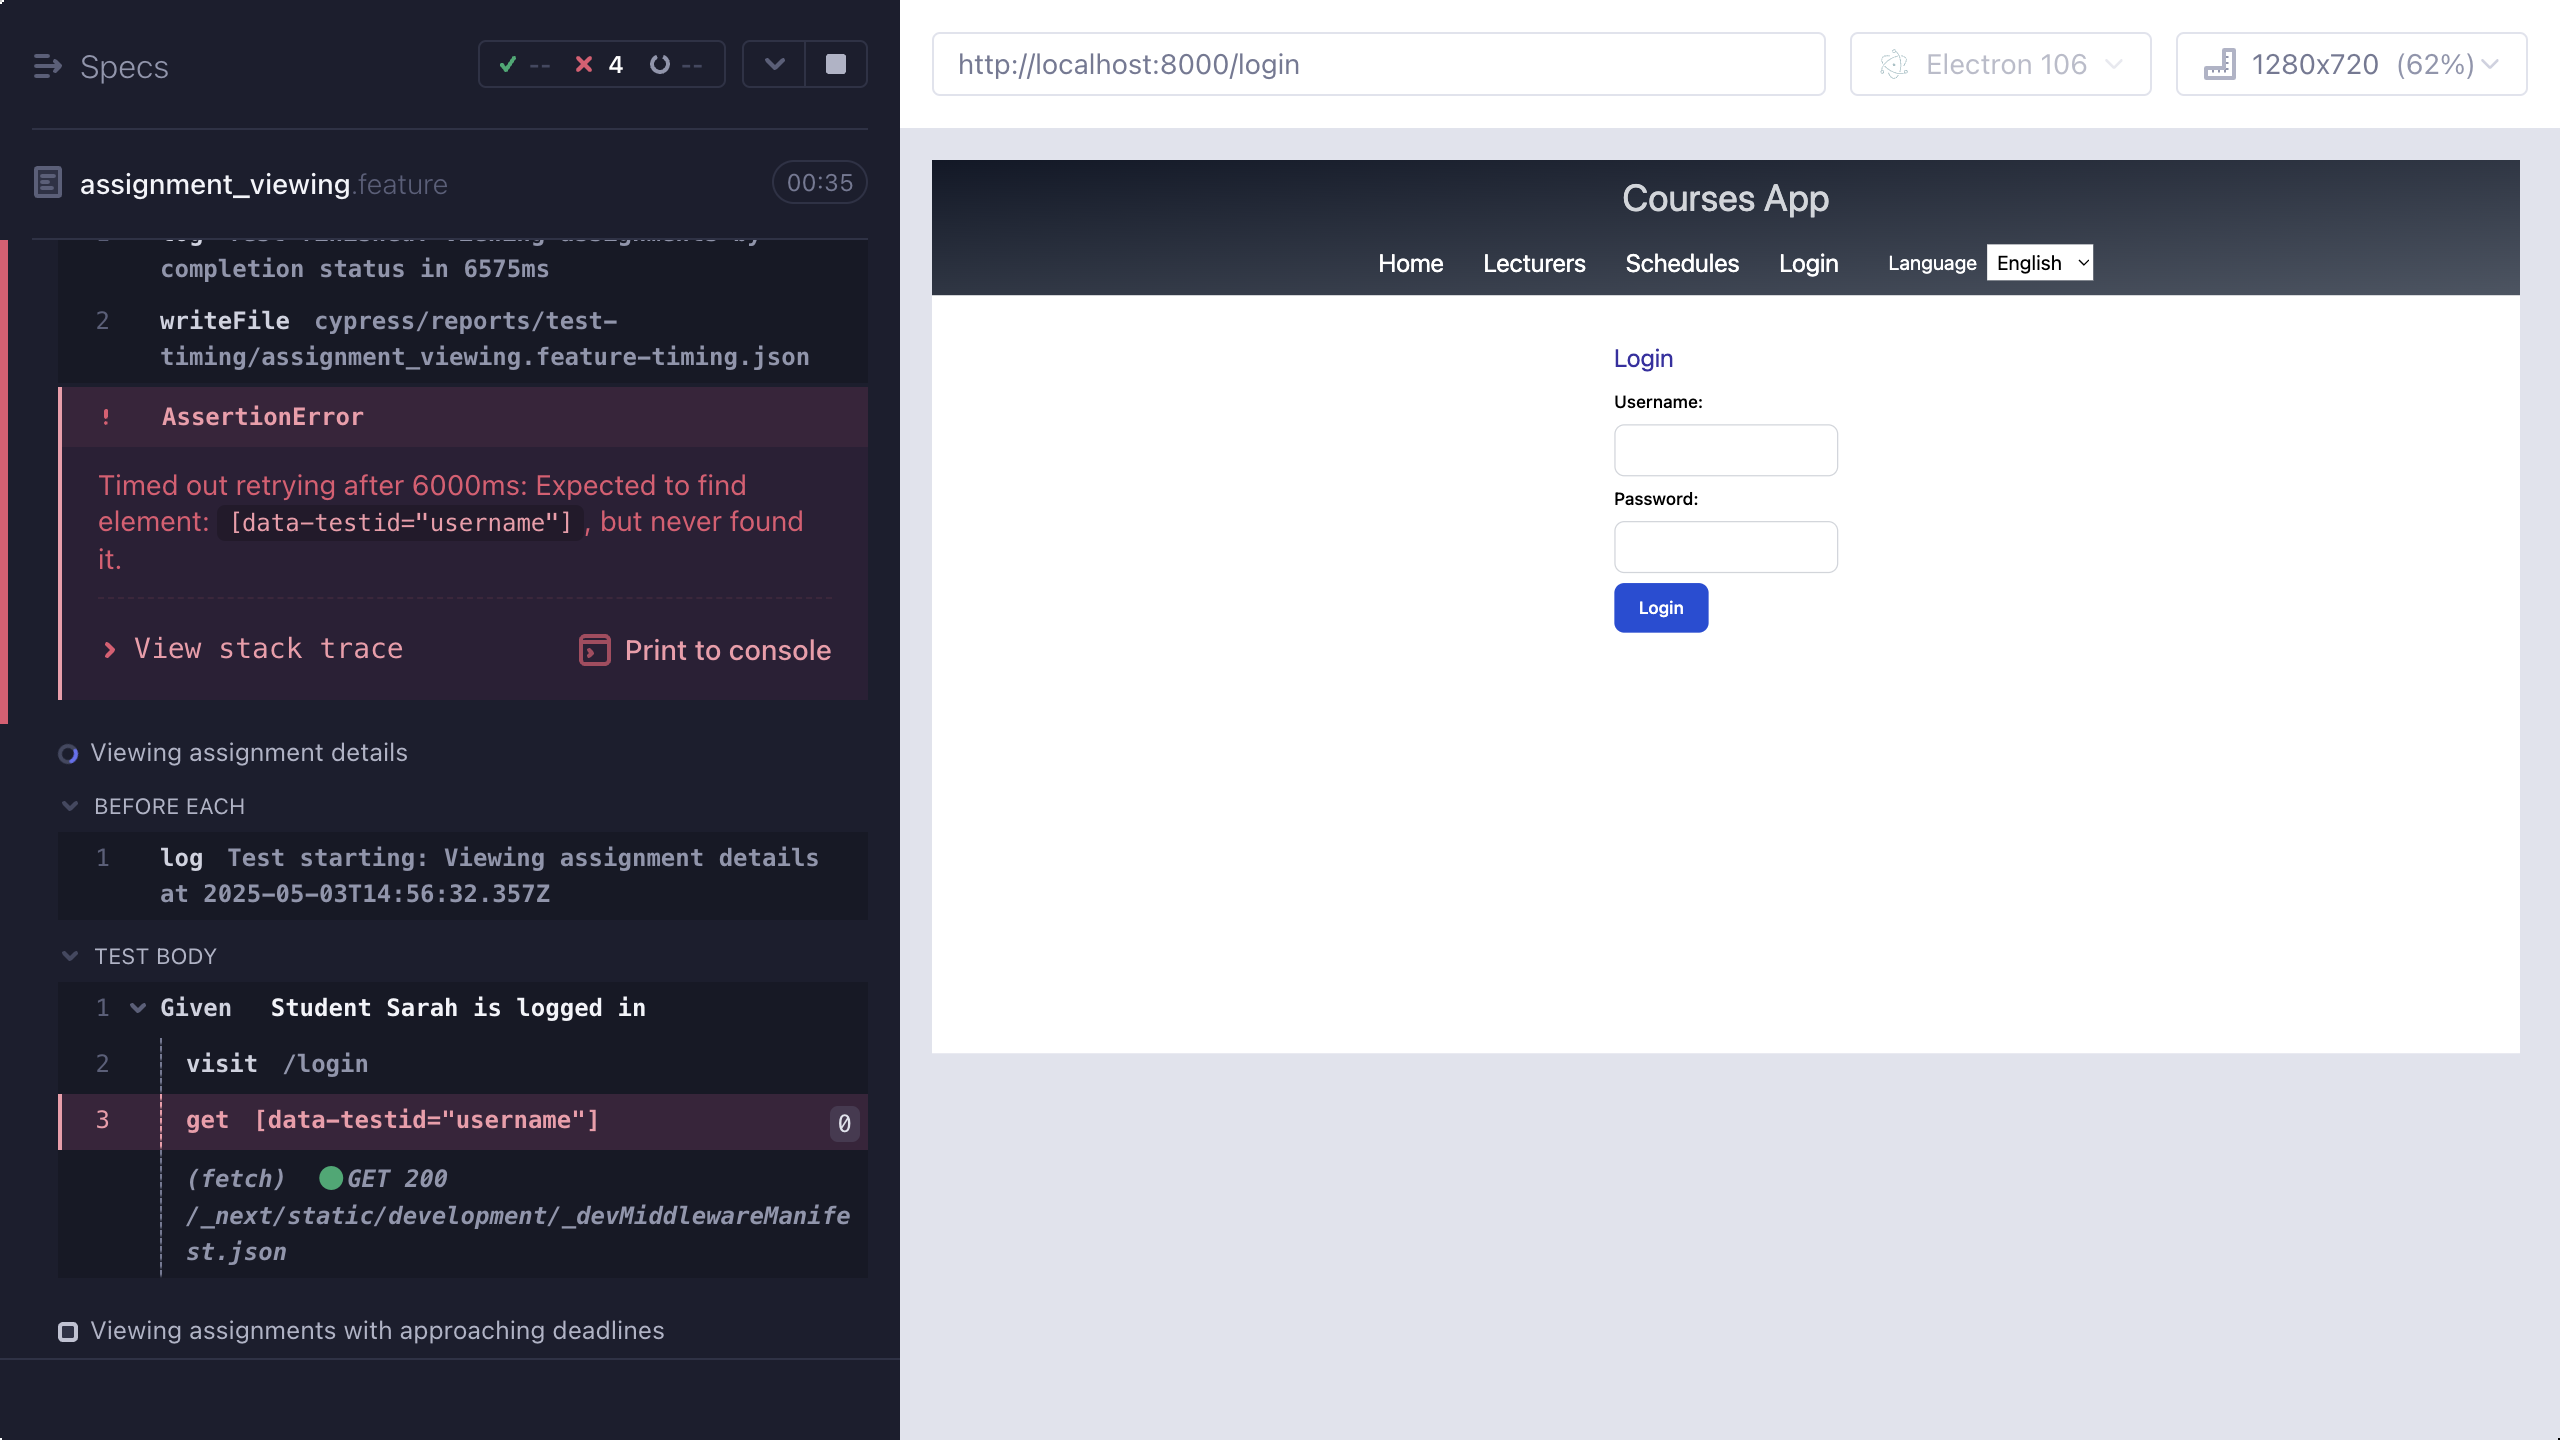 Specs
-- 4 --
assignment_viewing.feature
00:35
completion status in 6575ms
2 writeFile cypress/reports/test-
timing/assignment_viewing.feature-timing.json
! AssertionError
Timed out retrying after 6000ms: Expected to find
element: [data-testid="username"], but never found
it.
View stack trace
Print to console
Viewing assignment details
BEFORE EACH
1 log Test starting: Viewing assignment details
at 2025-05-03T14:56:32.357Z
TEST BODY
1 Given Student Sarah is logged in
2 visit /login
3 get [data-testid="username"] 0
(fetch) GET 200
/_next/static/development/_devMiddlewareManife
st.json
Viewing assignments with approaching deadlines
http://localhost:8000/login
Electron 106
1280x720 (62%)
Courses App
Home Lecturers Schedules Login Language English
Login
Username:
Password:
Login